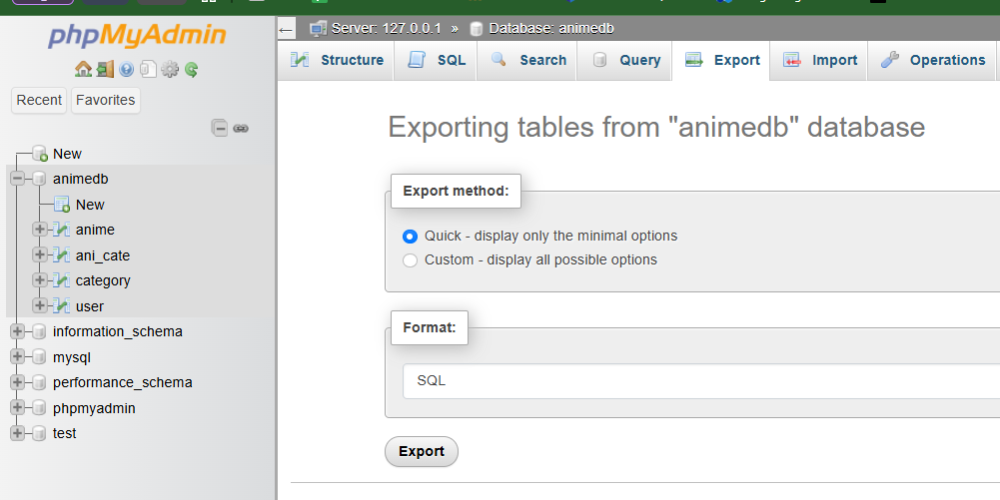 phpMyAdmin
Recent Favorites
New
animedb
New
anime
ani_cate
category
user
information_schema
mysql
performance_schema
phpmyadmin
test
Server: 127.0.0.1 » Database: animedb
Structure SQL Search Query Export Import Operations
Exporting tables from "animedb" database
Export method:
Quick - display only the minimal options
Custom - display all possible options
Format:
SQL
Export